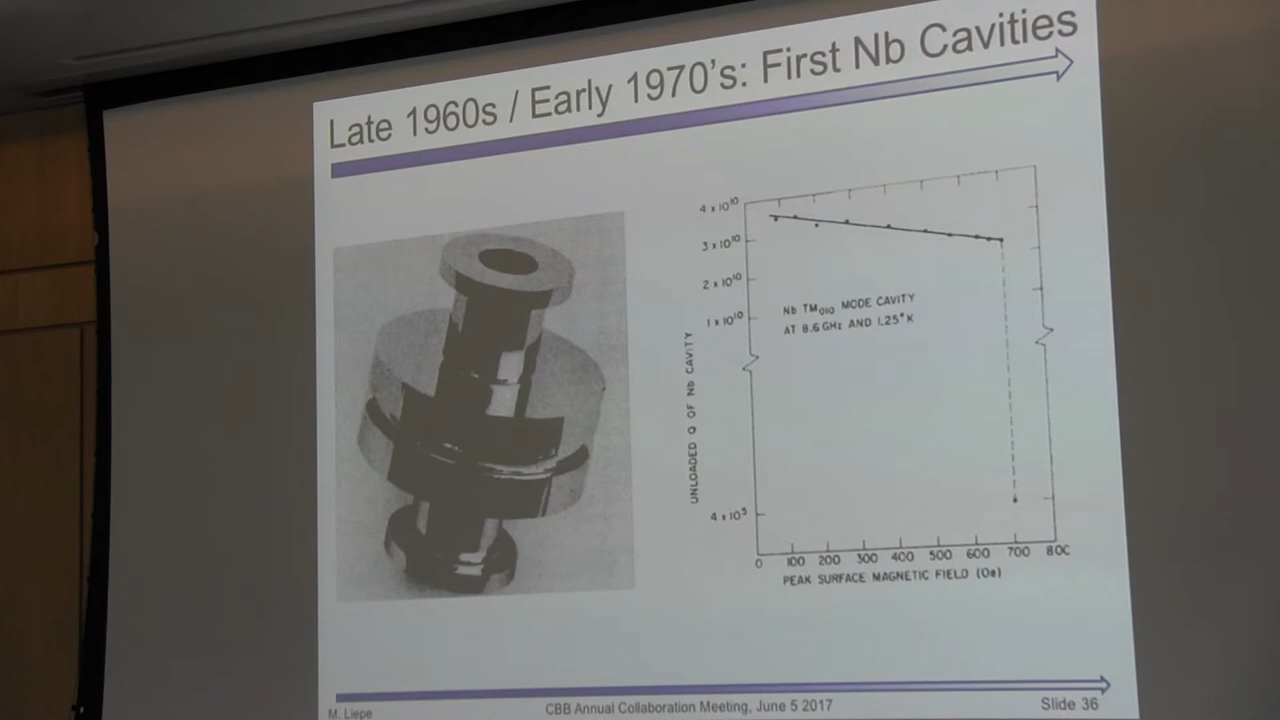 Late 1960s / Early 1970's: First Nb Cavities
4 x 10¹⁰
3 x 10¹⁰
2 x 10¹⁰
1 x 10¹⁰
Nb TM₀₁₀ MODE CAVITY
AT 8.6 GHz AND 1.25°K
UNLOADED Q OF Nb CAVITY
4 x 10⁵
0 100 200 300 400 500 600 700 800
PEAK SURFACE MAGNETIC FIELD (Oe)
M. Liepe
CBB Annual Collaboration Meeting, June 5 2017
Slide 36